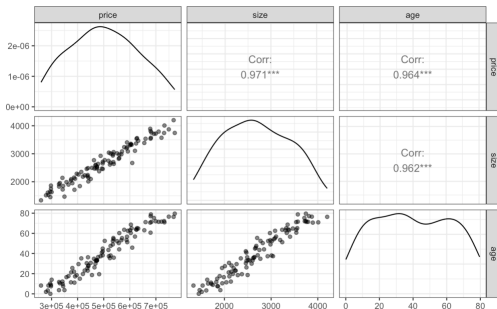 price size age
2e-06
1e-06
0e+00
Corr:
0.971***
Corr:
0.964***
price
4000
2000
Corr:
0.962***
size
80
60
40
20
0
age
3e+05 4e+05 5e+05 6e+05 7e+05
2000 3000 4000
0 20 40 60 80